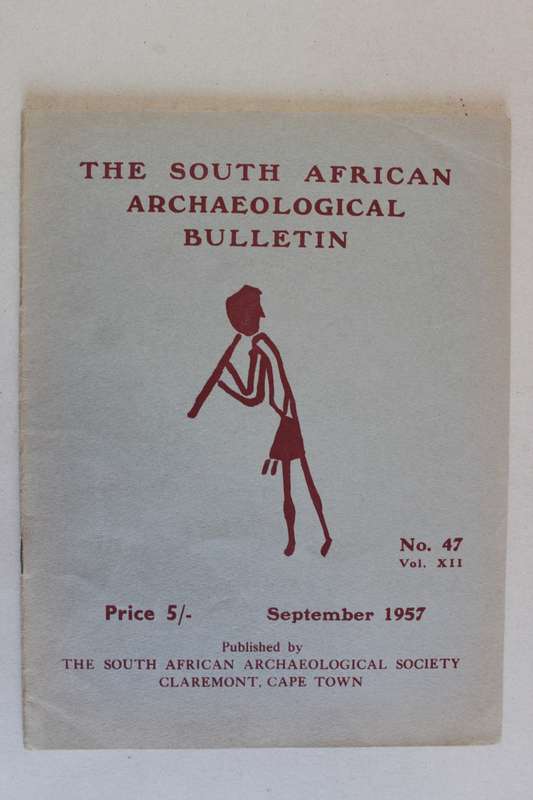 THE SOUTH AFRICAN
ARCHAEOLOGICAL
BULLETIN
No. 47
Vol. XII
Price 5/- September 1957
Published by
THE SOUTH AFRICAN ARCHAEOLOGICAL SOCIETY
CLAREMONT, CAPE TOWN